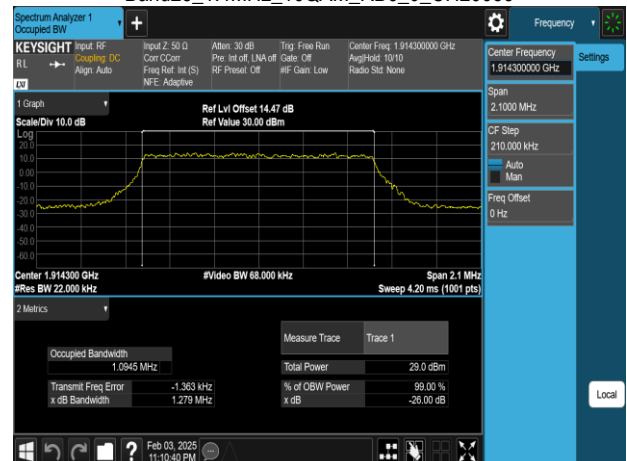 Spectrum Analyzer 1
Occupied BW
Frequency
KEYSIGHT
RL
LXI
Input: RF
Coupling: DC
Align: Auto
Input Z: 50 Ω
Corr CCorr
Freq Ref: Int (S)
NFE: Adaptive
Atten: 30 dB
Pre: Int off, LNA off
RF Preset: Off
Trig: Free Run
Gate: Off
#IF Gain: Low
Center Freq: 1.914300000 GHz
Avg|Hold: 10/10
Radio Std: None
Center Frequency
1.914300000 GHz
Settings
Span
2.1000 MHz
CF Step
210.000 kHz
Auto
Man
Freq Offset
0 Hz
Local
1 Graph
Scale/Div 10.0 dB
Ref Lvl Offset 14.47 dB
Ref Value 30.00 dBm
Log
20.0
10.0
0.00
-10.0
-20.0
-30.0
-40.0
-50.0
-60.0
Center 1.914300 GHz
#Video BW 68.000 kHz
Span 2.1 MHz
#Res BW 22.000 kHz
Sweep 4.20 ms (1001 pts)
2 Metrics
Measure Trace
Trace 1
Occupied Bandwidth
1.0945 MHz
Total Power
29.0 dBm
Transmit Freq Error
-1.363 kHz
% of OBW Power
99.00 %
x dB Bandwidth
1.279 MHz
x dB
-26.00 dB
?
Feb 03, 2025
11:10:40 PM